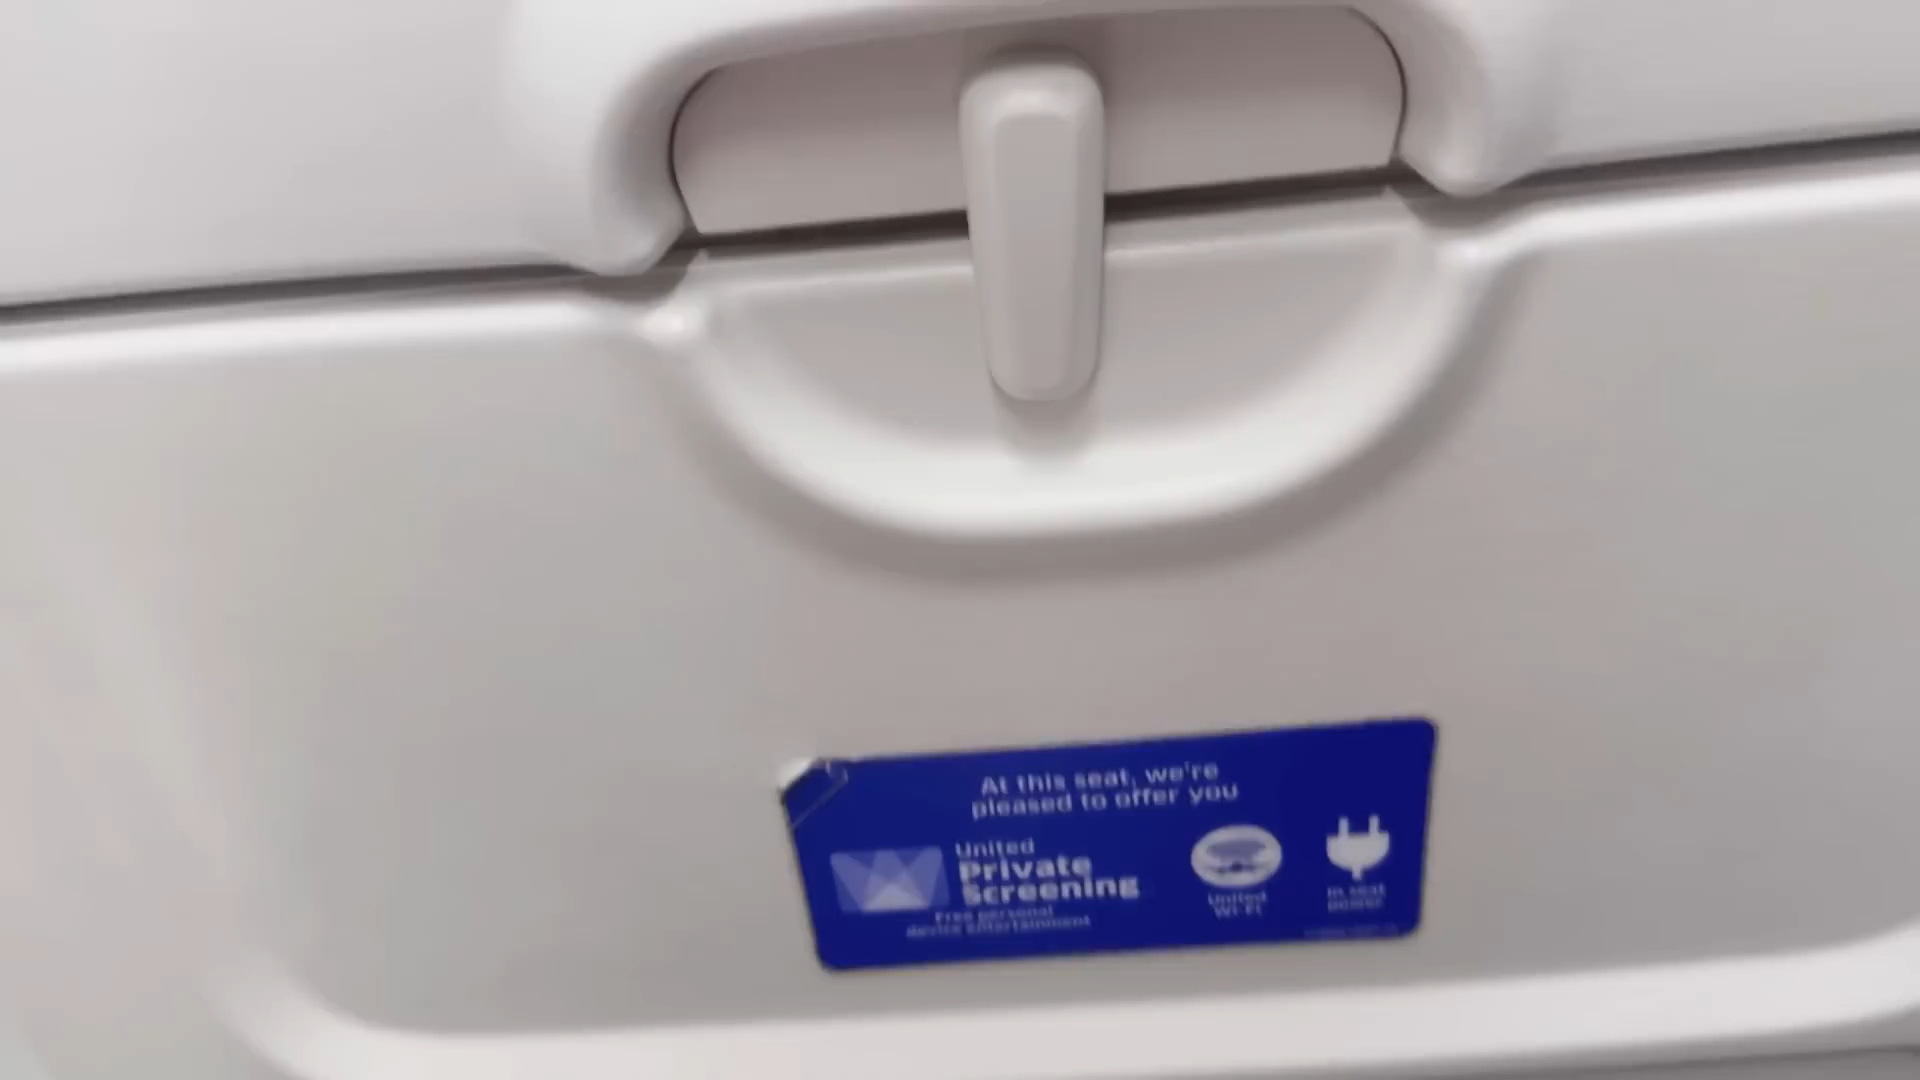 At this seat, we're
pleased to offer you
United
Private
Screening
Free personal
device entertainment
United
Wi-Fi
In seat
power